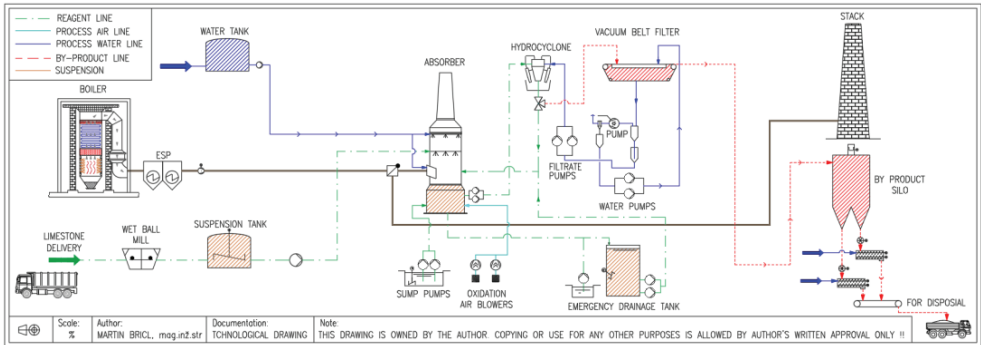 REAGENT LINE
PROCESS AIR LINE
PROCESS WATER LINE
BY-PRODUCT LINE
SUSPENSION
WATER TANK
ABSORBER
HYDROCYCLONE
VACUUM BELT FILTER
STACK
BOILER
ESP
PUMP
FILTRATE
PUMPS
WATER PUMPS
BY PRODUCT
SILO
LIMESTONE
DELIVERY
WET BALL
MILL
SUSPENSION TANK
SUMP PUMPS
OXIDATION
AIR BLOWERS
EMERGENCY DRAINAGE TANK
FOR DISPOSIAL
Scale:
%
Author:
MARTIN BRICL, mag.inž.str
Documentation:
TCHNOLOGICAL DRAWING
Note:
THIS DRAWING IS OWNED BY THE AUTHOR. COPYING OR USE FOR ANY OTHER PURPOSES IS ALLOWED BY AUTHOR'S WRITTEN APPROVAL ONLY !!